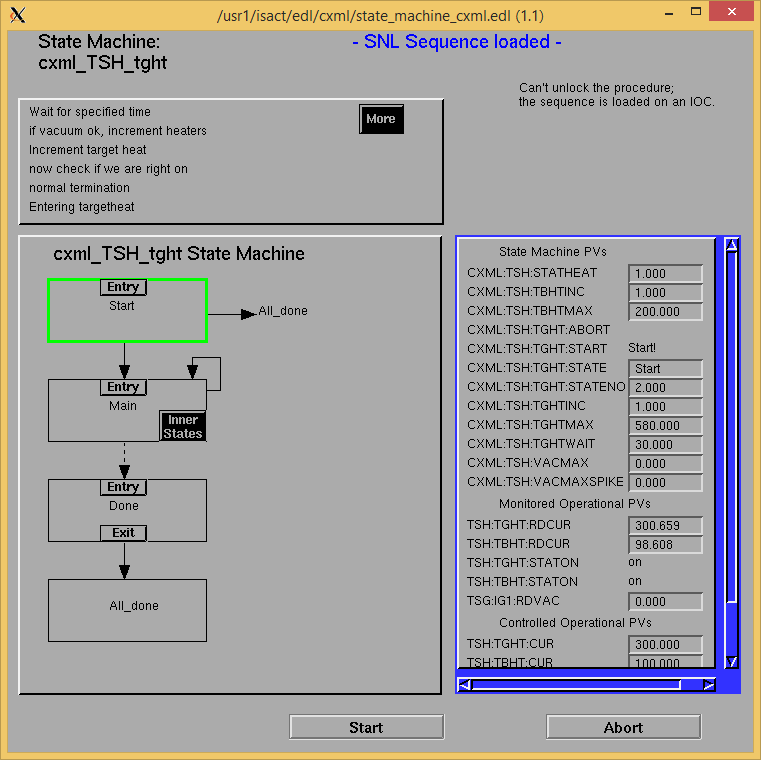 /usr1/isact/edl/cxml/state_machine_cxml.edl (1.1)
State Machine:
- SNL Sequence loaded -
cxml_TSH_tght
Can't unlock the procedure;
the sequence is loaded on an IOC.
Wait for specified time
More
if vacuum ok, increment heaters
Increment target heat
now check if we are right on
normal termination
Entering targetheat
cxml_TSH_tght State Machine
Entry
Start
All_done
Entry
Main
Inner
States
Entry
Done
Exit
All_done
State Machine PVs
CXML:TSH:STATHEAT 1.000
CXML:TSH:TBHTINC 1.000
CXML:TSH:TBHTMAX 200.000
CXML:TSH:TGHT:ABORT
CXML:TSH:TGHT:START Start!
CXML:TSH:TGHT:STATE Start
CXML:TSH:TGHT:STATENO 2.000
CXML:TSH:TGHTINC 1.000
CXML:TSH:TGHTMAX 580.000
CXML:TSH:TGHTWAIT 30.000
CXML:TSH:VACMAX 0.000
CXML:TSH:VACMAXSPIKE 0.000
Monitored Operational PVs
TSH:TGHT:RDCUR 300.659
TSH:TBHT:RDCUR 98.608
TSH:TGHT:STATON on
TSH:TBHT:STATON on
TSG:IG1:RDVAC 0.000
Controlled Operational PVs
TSH:TGHT:CUR 300.000
TSH:TBHT:CUR 100.000
Start
Abort